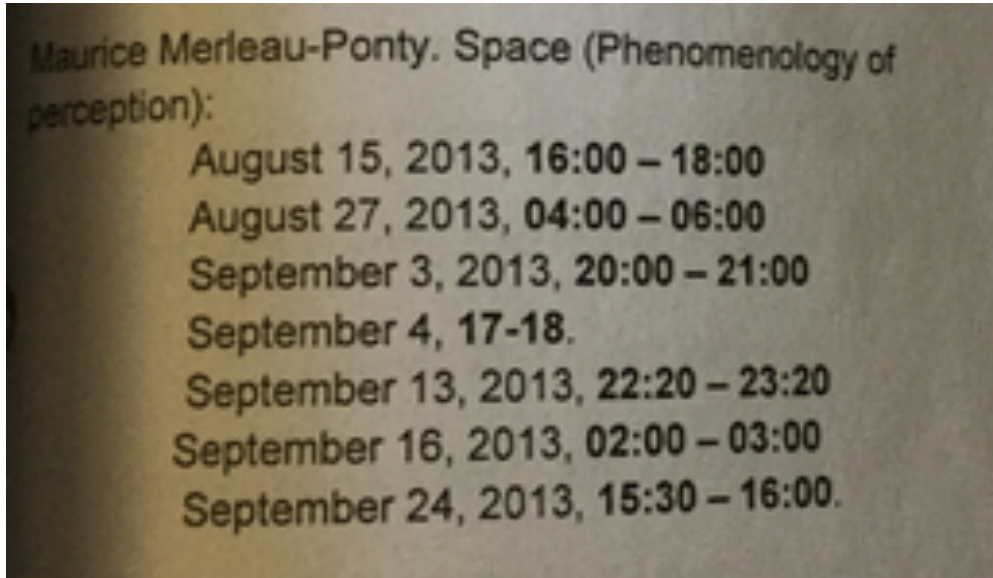 Maurice Merleau-Ponty. Space (Phenomenology of
perception):
August 15, 2013, 16:00 – 18:00
August 27, 2013, 04:00 – 06:00
September 3, 2013, 20:00 – 21:00
September 4, 17-18.
September 13, 2013, 22:20 – 23:20
September 16, 2013, 02:00 – 03:00
September 24, 2013, 15:30 – 16:00.